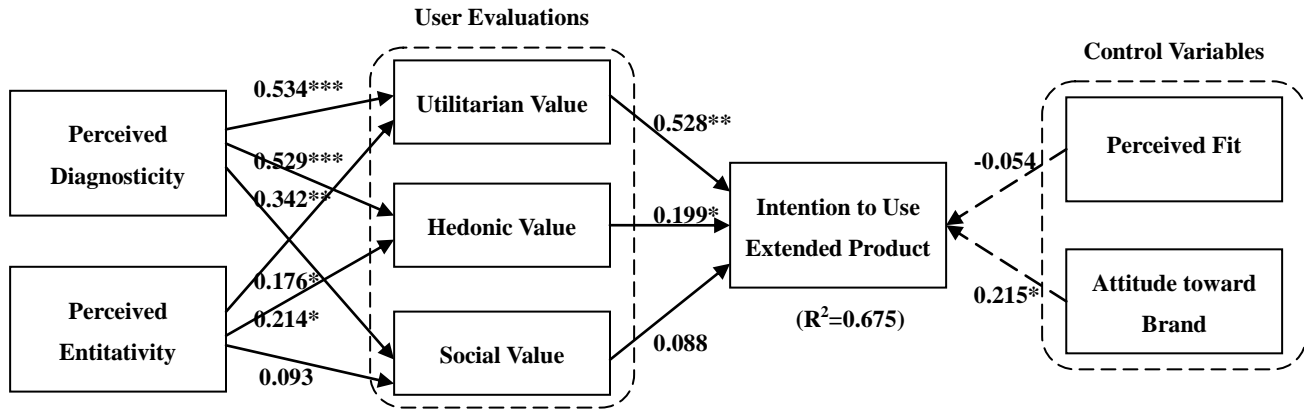 User Evaluations
Control Variables
Perceived
Diagnosticity
Perceived
Entitativity
0.534***
0.529***
0.342**
0.176*
0.214*
0.093
Utilitarian Value
Hedonic Value
Social Value
0.528**
0.199*
0.088
Intention to Use
Extended Product
(R²=0.675)
-0.054
0.215*
Perceived Fit
Attitude toward
Brand